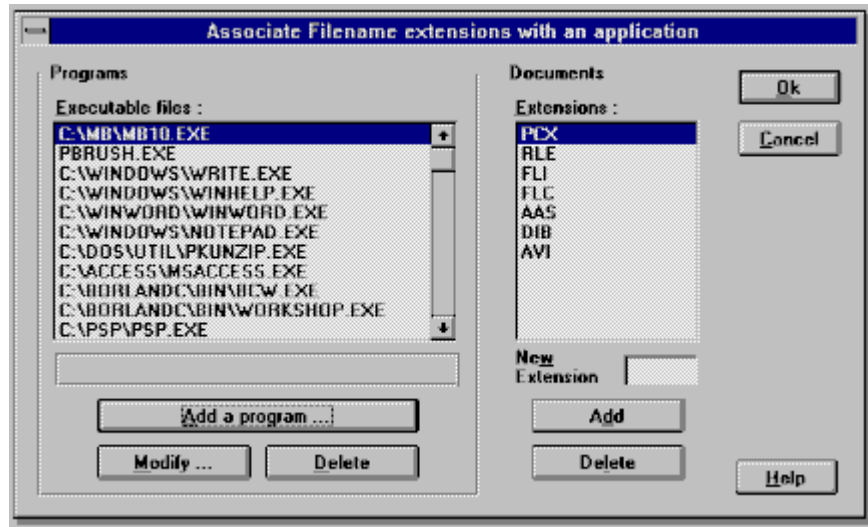 Associate Filename extensions with an application
Programs
Executable files :
C:\MB\MB10.EXE
PBRUSH.EXE
C:\WINDOWS\WRITE.EXE
C:\WINDOWS\WINHELP.EXE
C:\WINWORD\WINWORD.EXE
C:\WINDOWS\NOTEPAD.EXE
C:\DOS\UTIL\PKUNZIP.EXE
C:\ACCESS\MSACCESS.EXE
C:\BORLANDC\BIN\BCW.EXE
C:\BORLANDC\BIN\WORKSHOP.EXE
C:\PSP\PSP.EXE
Add a program ...
Modify ...
Delete
Documents
Extensions :
PCX
RLE
FLI
FLC
AAS
DIB
AVI
New
Extension
Add
Delete
Ok
Cancel
Help